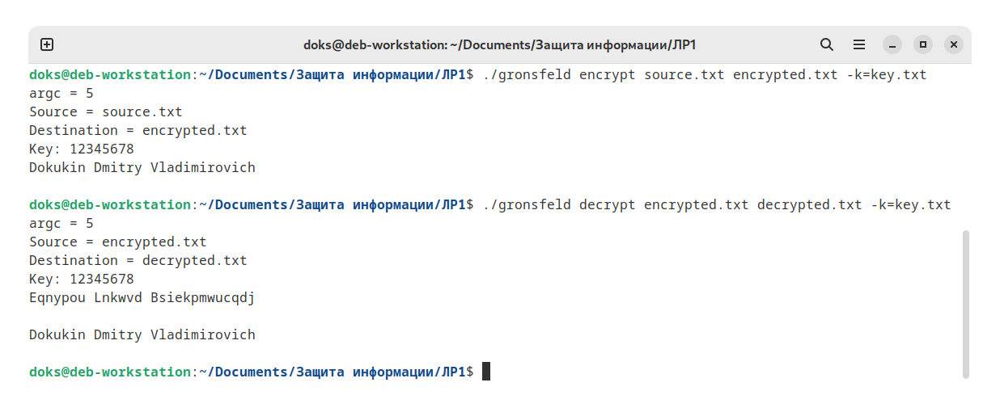 doks@deb-workstation: ~/Documents/Защита информации/ЛР1
doks@deb-workstation:~/Documents/Защита информации/ЛР1$ ./gronsfeld encrypt source.txt encrypted.txt -k=key.txt
argc = 5
Source = source.txt
Destination = encrypted.txt
Key: 12345678
Dokukin Dmitry Vladimirovich
doks@deb-workstation:~/Documents/Защита информации/ЛР1$ ./gronsfeld decrypt encrypted.txt decrypted.txt -k=key.txt
argc = 5
Source = encrypted.txt
Destination = decrypted.txt
Key: 12345678
Eqnypou Lnkwvd Bsiekpmwucqdj
Dokukin Dmitry Vladimirovich
doks@deb-workstation:~/Documents/Защита информации/ЛР1$